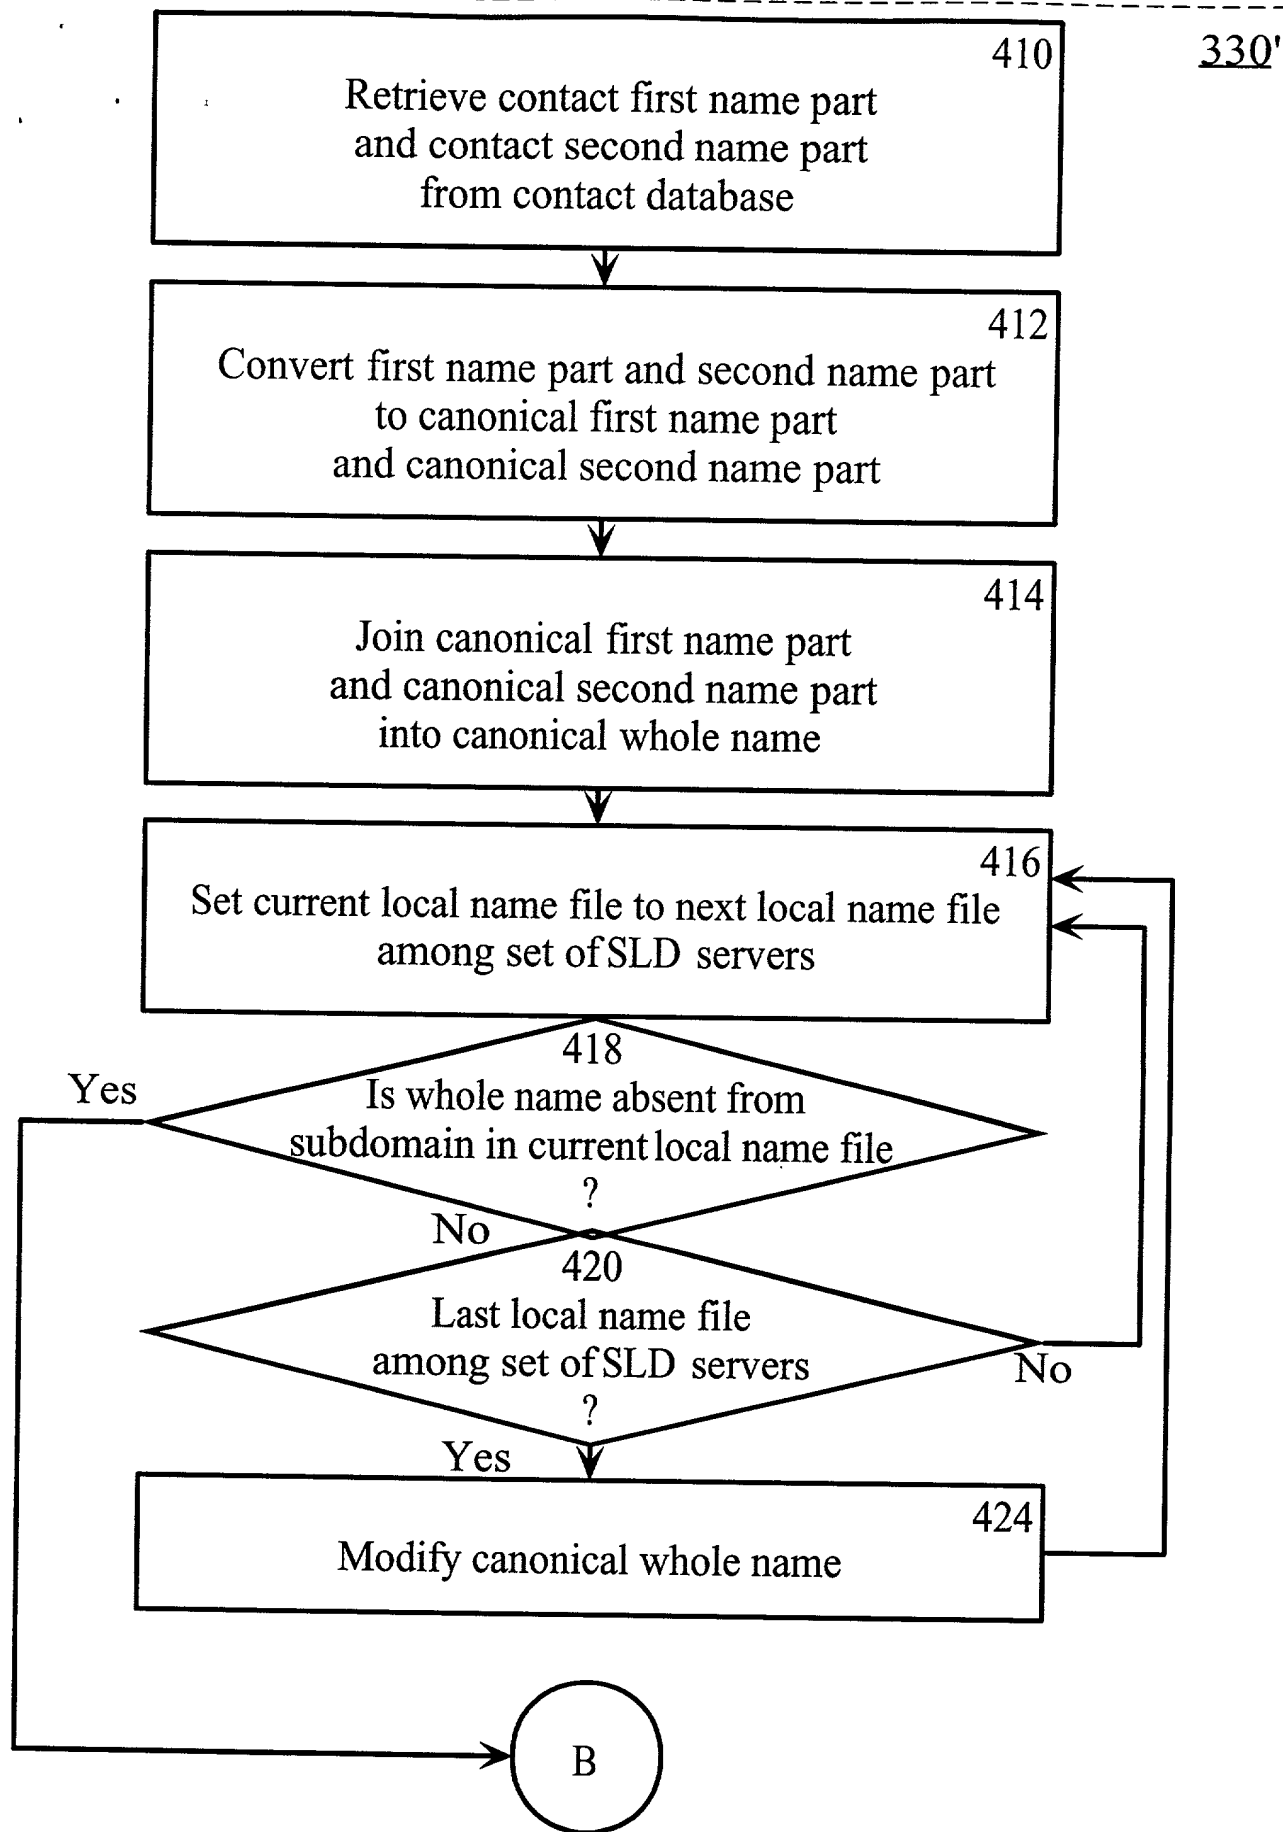 330'
410
Retrieve contact first name part
and contact second name part
from contact database
412
Convert first name part and second name part
to canonical first name part
and canonical second name part
414
Join canonical first name part
and canonical second name part
into canonical whole name
416
Set current local name file to next local name file
among set of SLD servers
418
Yes
Is whole name absent from
subdomain in current local name file
?
No
420
Last local name file
among set of SLD servers
No
?
Yes
424
Modify canonical whole name
B